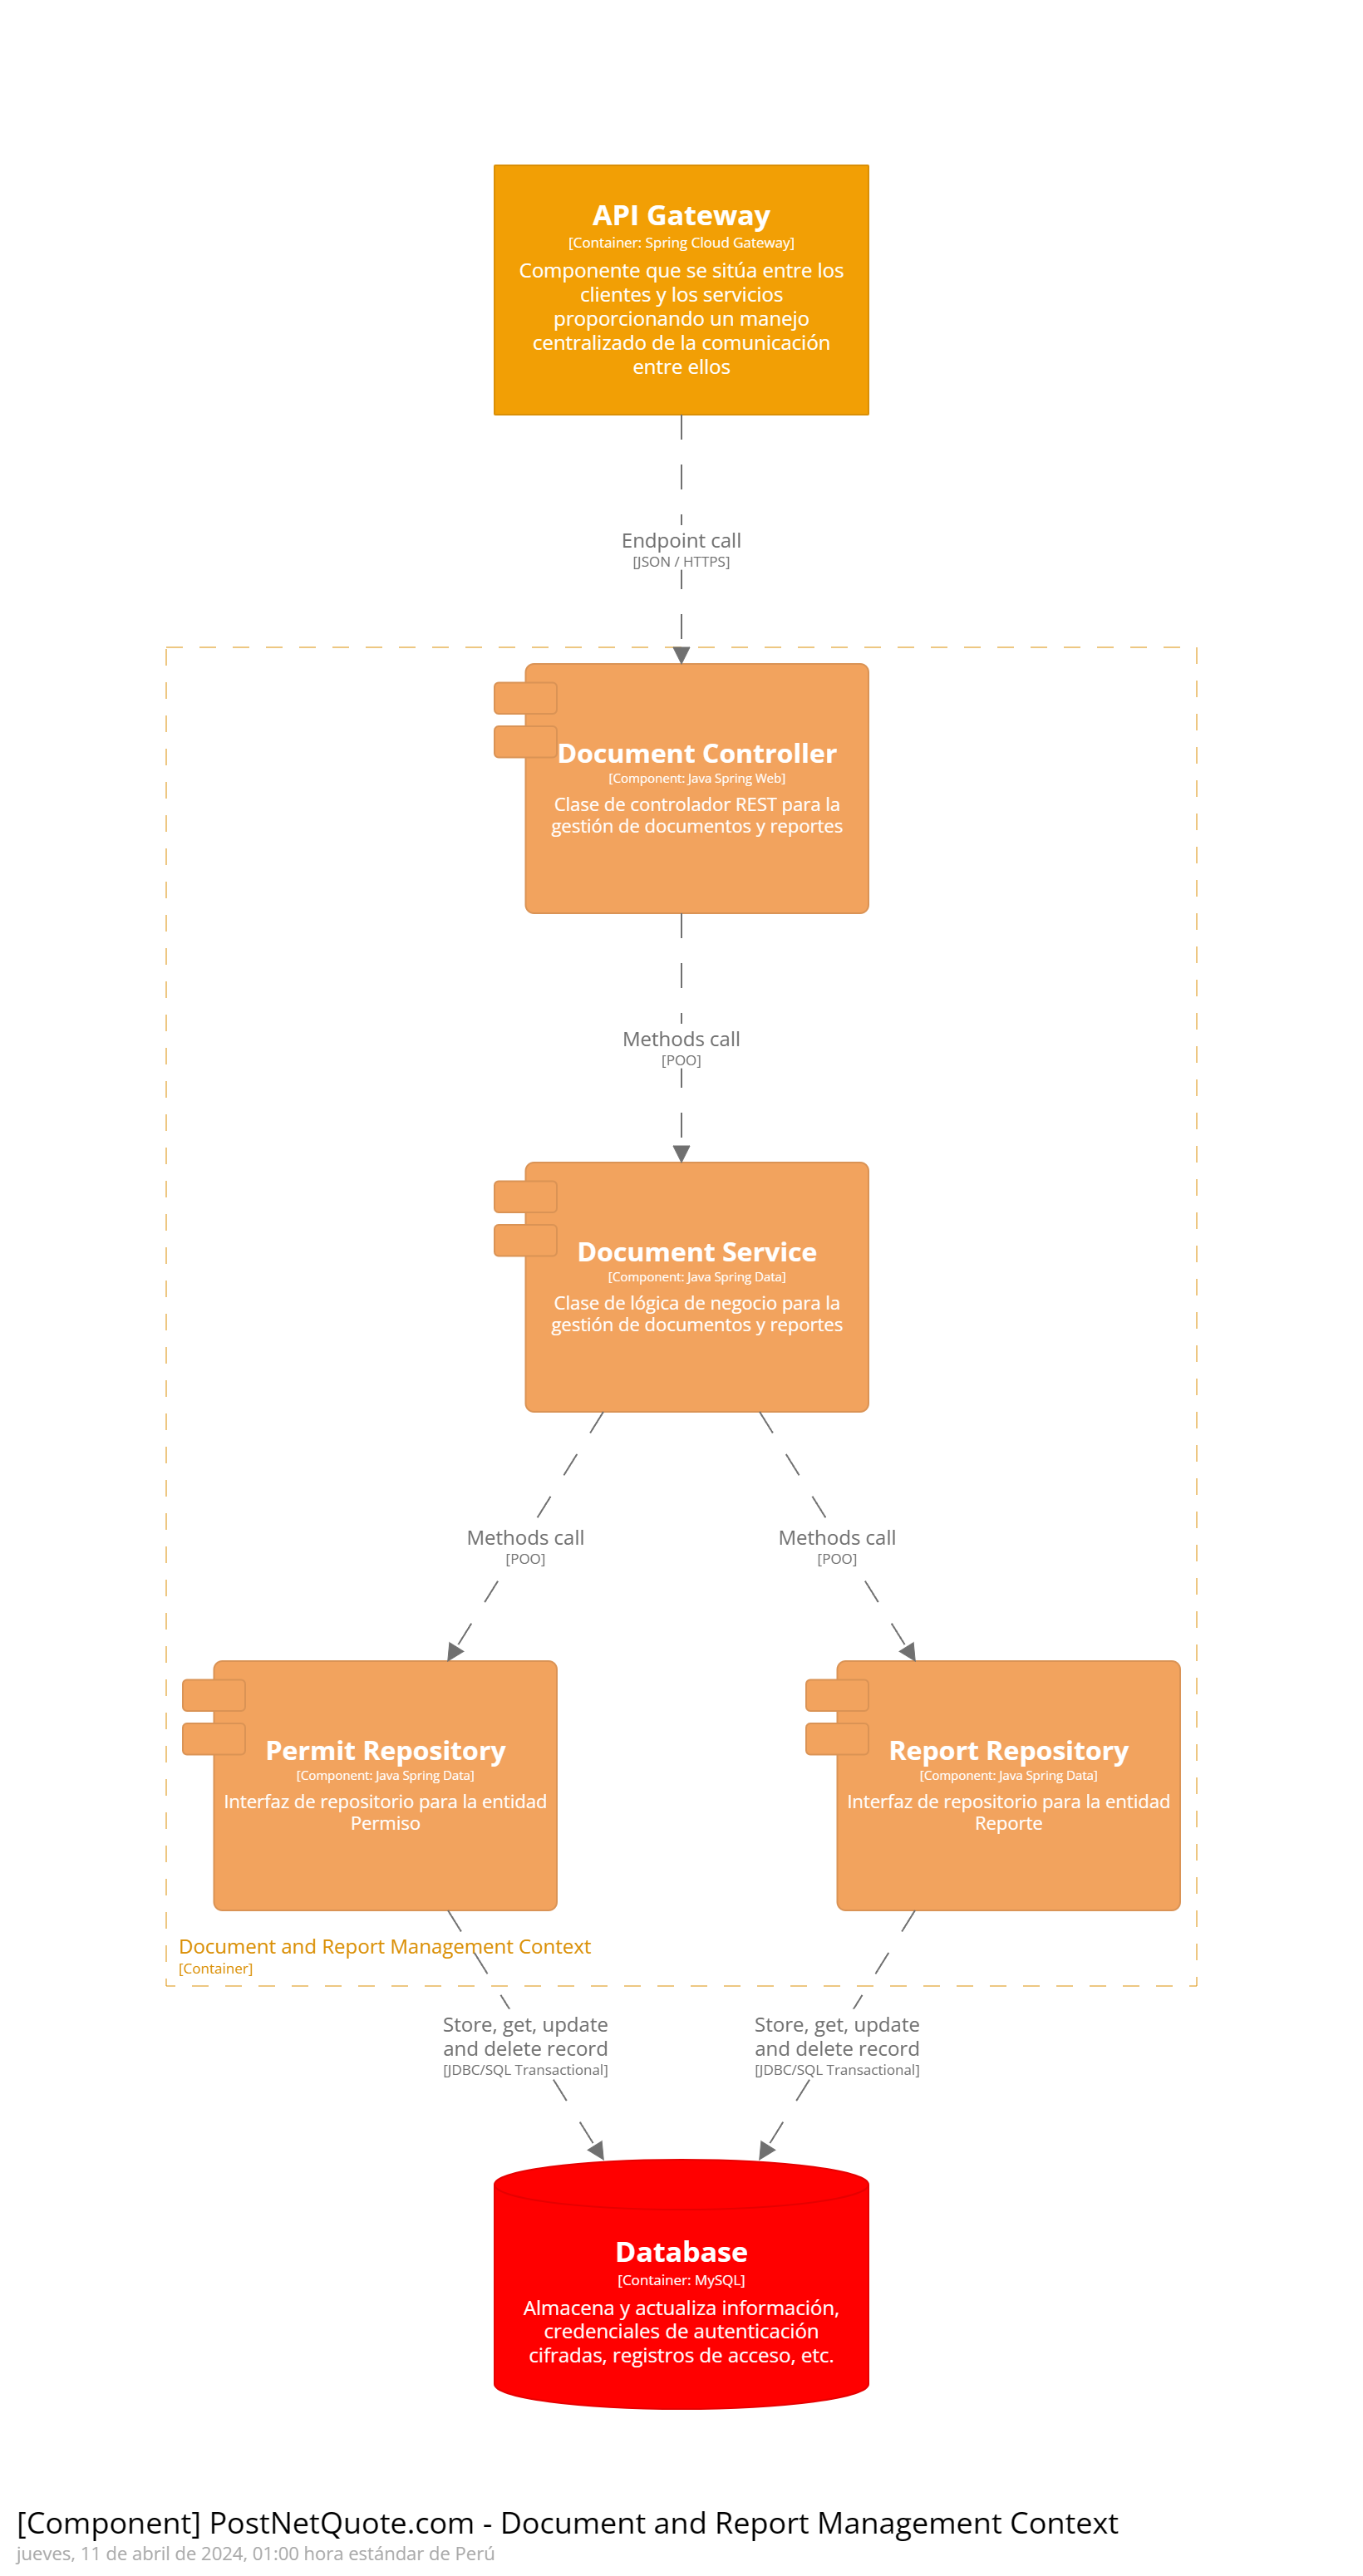 API Gateway
[Container: Spring Cloud Gateway]
Componente que se sitúa entre los
clientes y los servicios
proporcionando un manejo
centralizado de la comunicación
entre ellos
Endpoint call
[JSON / HTTPS]
Document Controller
[Component: Java Spring Web]
Clase de controlador REST para la
gestión de documentos y reportes
Methods call
[POO]
Document Service
[Component: Java Spring Data]
Clase de lógica de negocio para la
gestión de documentos y reportes
Methods call
[POO]
Methods call
[POO]
Permit Repository
[Component: Java Spring Data]
Interfaz de repositorio para la entidad
Permiso
Report Repository
[Component: Java Spring Data]
Interfaz de repositorio para la entidad
Reporte
Document and Report Management Context
[Container]
Store, get, update
and delete record
[JDBC/SQL Transactional]
Store, get, update
and delete record
[JDBC/SQL Transactional]
Database
[Container: MySQL]
Almacena y actualiza información,
credenciales de autenticación
cifradas, registros de acceso, etc.
[Component] PostNetQuote.com - Document and Report Management Context
jueves, 11 de abril de 2024, 01:00 hora estándar de Perú